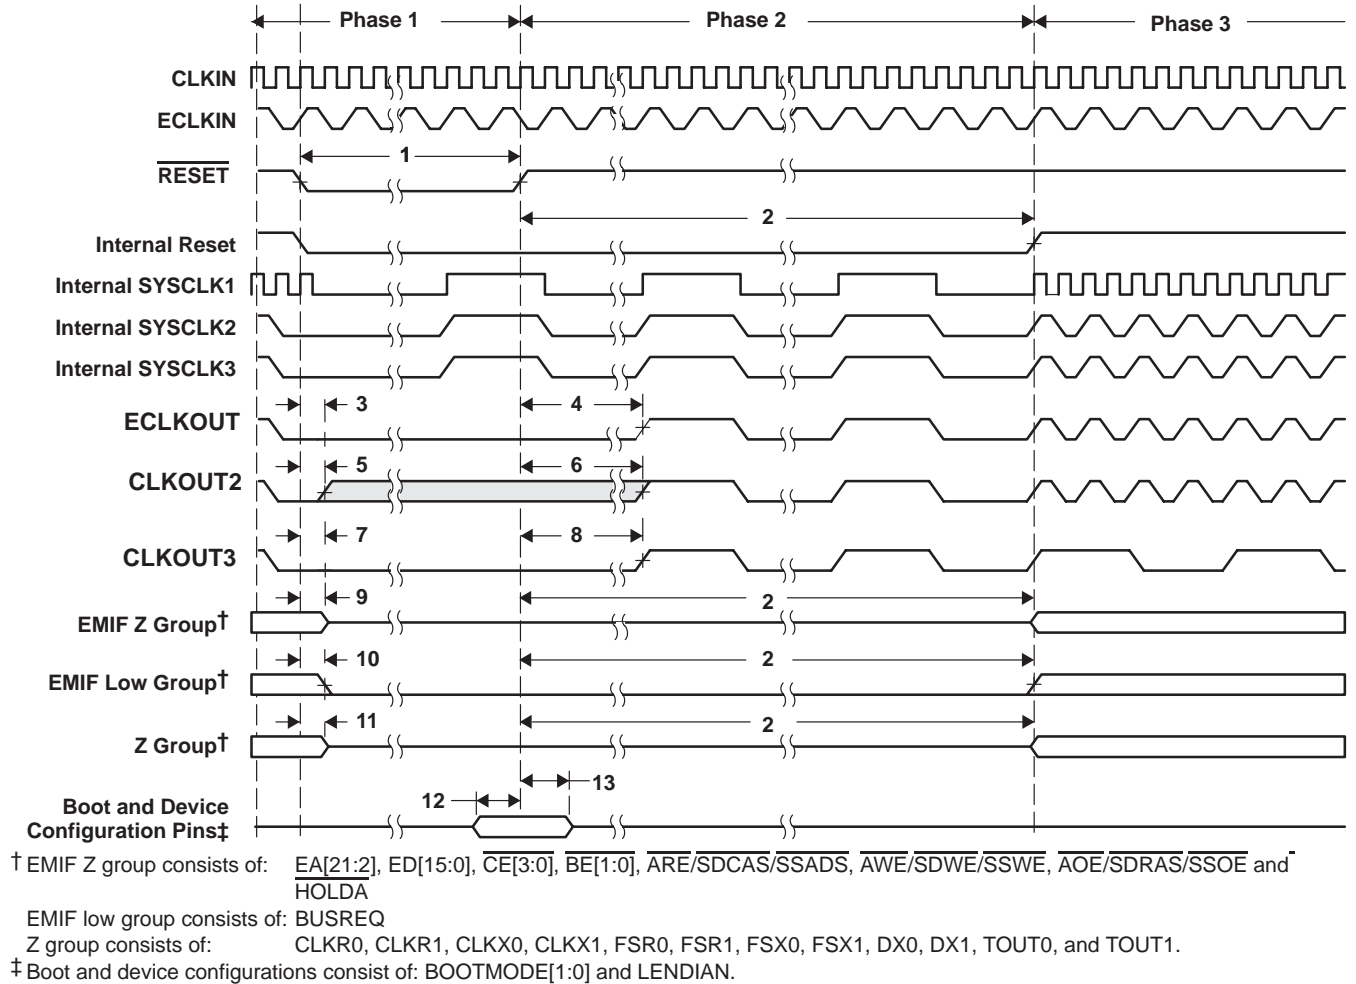 Phase 1
Phase 2
Phase 3
CLKIN
ECLKIN
1
RESET
2
Internal Reset
Internal SYSCLK1
Internal SYSCLK2
Internal SYSCLK3
3
4
ECLKOUT
5
6
CLKOUT2
7
8
CLKOUT3
9
2
EMIF Z Group†
10
2
EMIF Low Group†
11
2
Z Group†
13
12
Boot and Device
Configuration Pins‡
† EMIF Z group consists of: EA[21:2], ED[15:0], CE[3:0], BE[1:0], ARE/SDCAS/SSADS, AWE/SDWE/SSWE, AOE/SDRAS/SSOE and
HOLDA
EMIF low group consists of: BUSREQ
Z group consists of: CLKR0, CLKR1, CLKX0, CLKX1, FSR0, FSR1, FSX0, FSX1, DX0, DX1, TOUT0, and TOUT1.
‡ Boot and device configurations consist of: BOOTMODE[1:0] and LENDIAN.